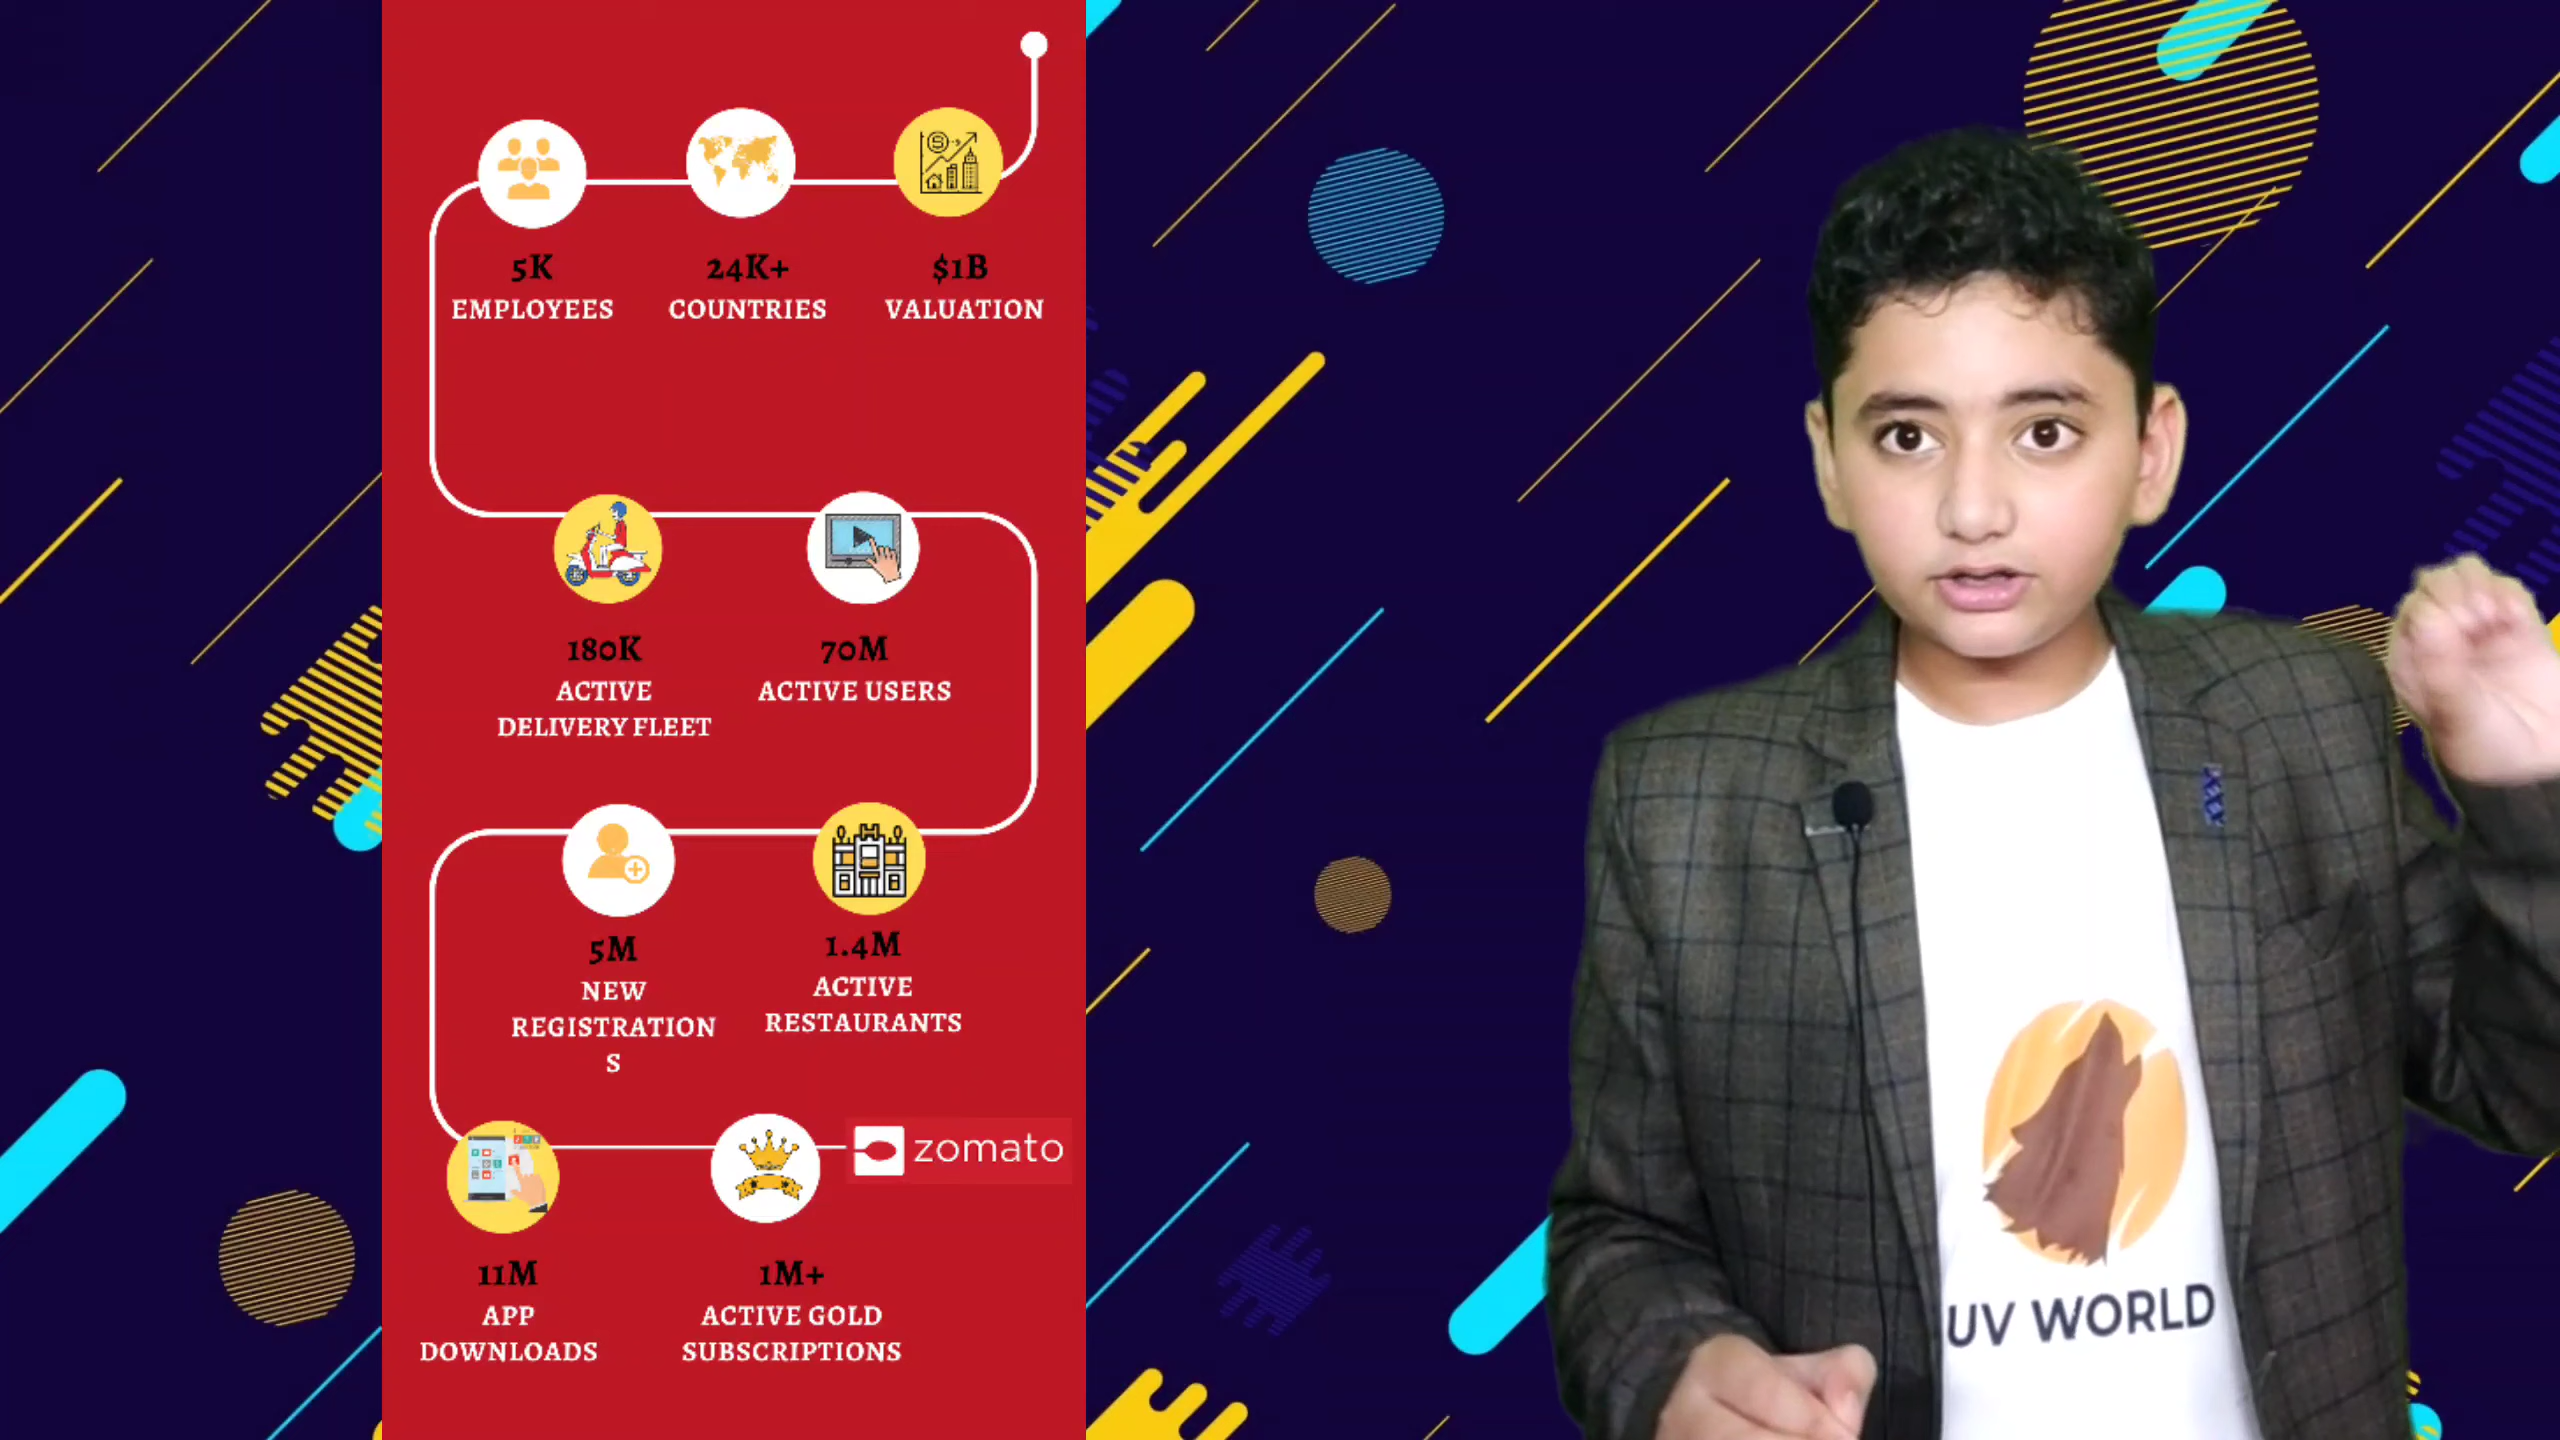 5K
EMPLOYEES
24K+
COUNTRIES
$1B
VALUATION
180K
ACTIVE
DELIVERY FLEET
70M
ACTIVE USERS
5M
NEW
REGISTRATION
S
1.4M
ACTIVE
RESTAURANTS
zomato
11M
APP
DOWNLOADS
1M+
ACTIVE GOLD
SUBSCRIPTIONS
UV WORLD